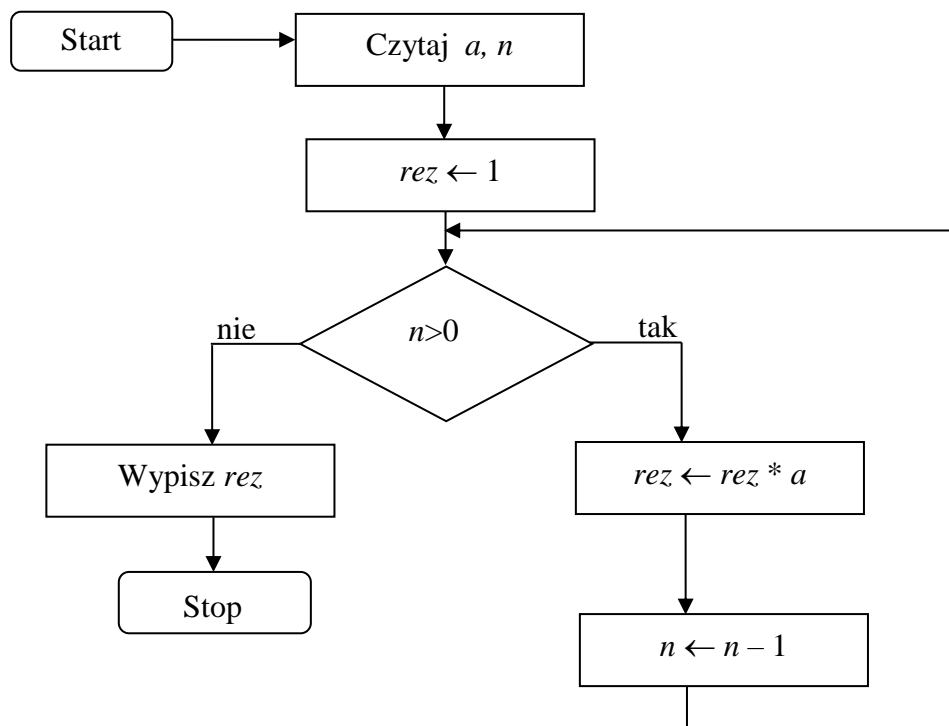 Start
Czytaj a, n
rez ← 1
n>0
nie
tak
Wypisz rez
rez ← rez * a
Stop
n ← n – 1